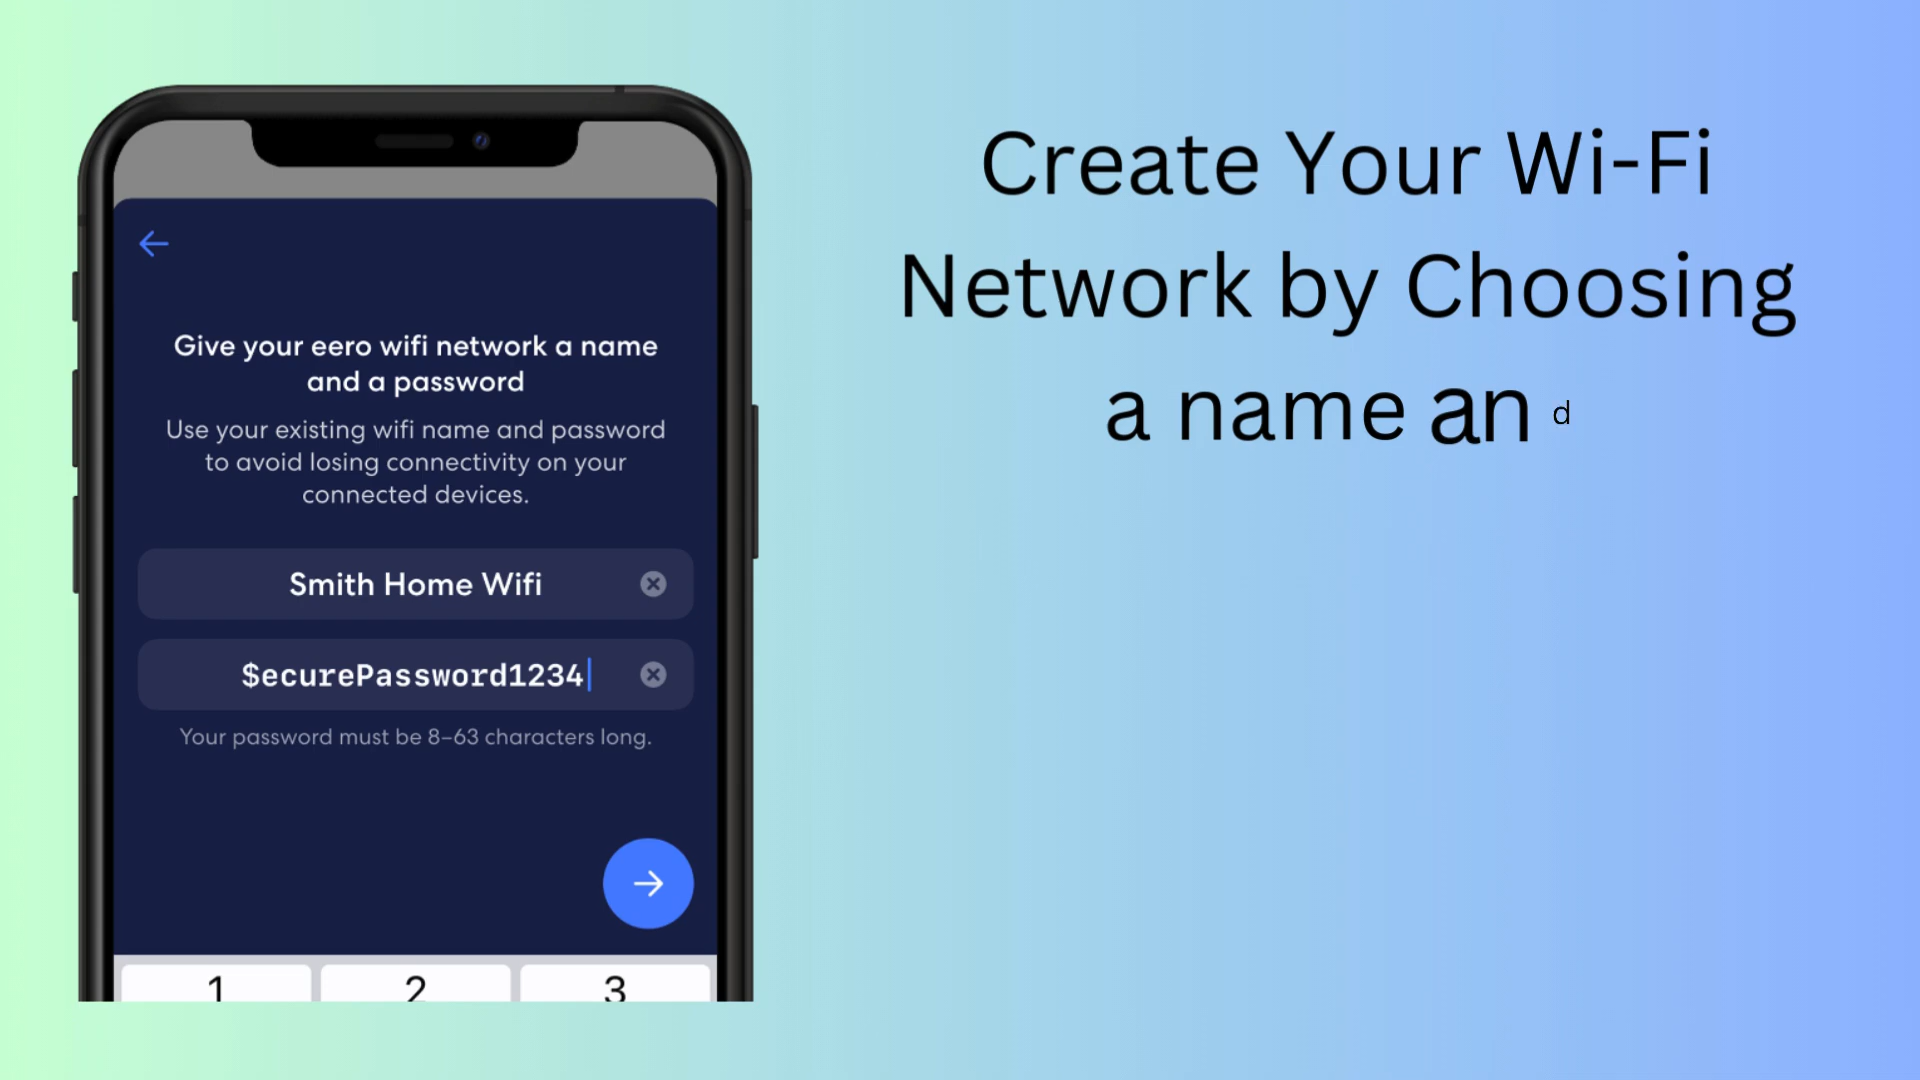 Give your eero wifi network a name
and a password
Use your existing wifi name and password
to avoid losing connectivity on your
connected devices.
Smith Home Wifi
$ecurePassword1234
Your password must be 8–63 characters long.
1 2 3
Create Your Wi-Fi
Network by Choosing
a name and